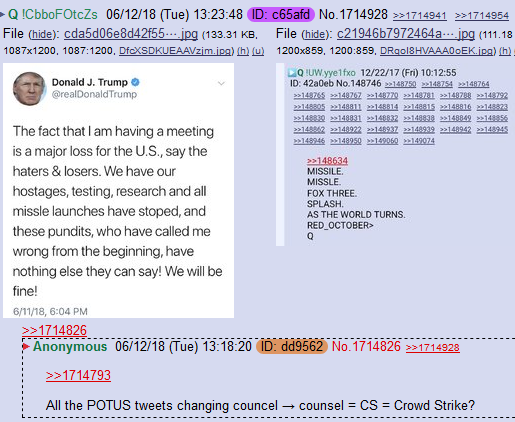 Q !CbboFOtcZs 06/12/18 (Tue) 13:23:48 ID: c65afd No.1714928 >>1714941 >>1714954
File (hide): cda5d06e8d42f55⋯.jpg (133.31 KB, 1087x1200, 1087:1200, DfcXSDKUEAAVzjm.jpg) (h) (u)
Donald J. Trump
@realDonaldTrump
The fact that I am having a meeting
is a major loss for the U.S., say the
haters & losers. We have our
hostages, testing, research and all
missle launches have stoped, and
these pundits, who have called me
wrong from the beginning, have
nothing else they can say! We will be
fine!
6/11/18, 6:04 PM
File (hide): c21946b7972464a⋯.jpg (111.18
1200x859, 1200:859, DRqoI8HVAAA0oEK.jpg) (h) (u)
Q !UW.yye1fxo 12/22/17 (Fri) 10:12:55
ID: 42a0eb No.148746 >>148750 >>148754 >>148764
>>148765 >>148767 >>148770 >>148781 >>148788 >>148792
>>148805 >>148811 >>148814 >>148815 >>148816 >>148823
>>148830 >>148831 >>148832 >>148838 >>148849 >>148856
>>148862 >>148922 >>148937 >>148939 >>148942 >>148945
>>148946 >>148950 >>149060 >>149074
>>148634
MISSILE.
MISSLE.
FOX THREE.
SPLASH.
AS THE WORLD TURNS.
RED_OCTOBER>
Q
>>1714826
Anonymous 06/12/18 (Tue) 13:18:20 ID: dd9562 No.1714826 >>1714928
>>1714793
All the POTUS tweets changing councel → counsel = CS = Crowd Strike?